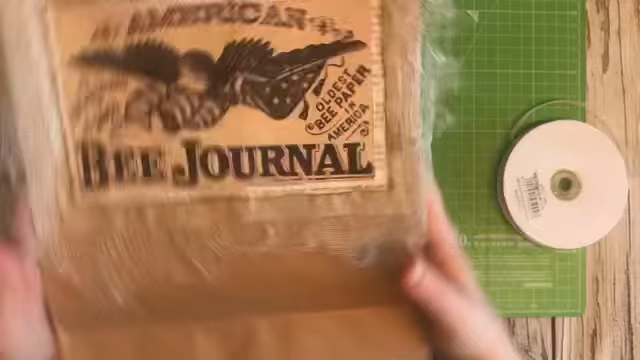 AMERICAN
OLDEST
BEE PAPER
IN
AMERICA
BEE JOURNAL